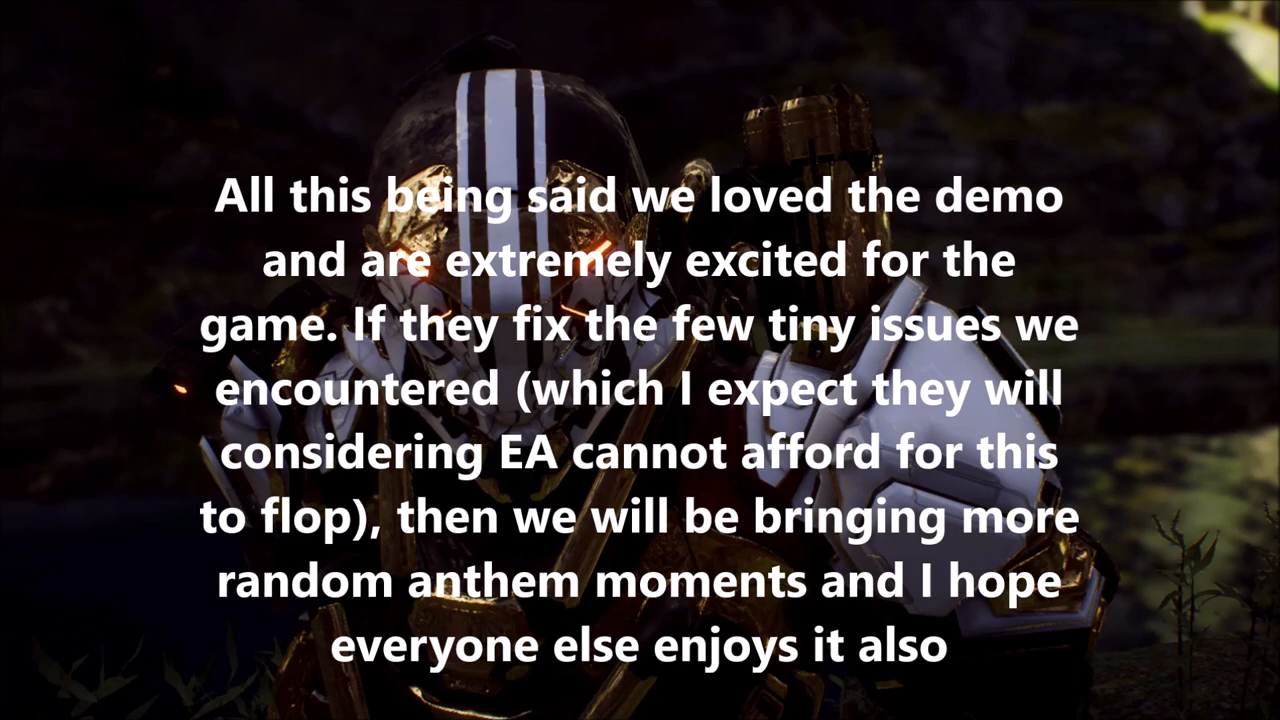 All this being said we loved the demo
and are extremely excited for the
game. If they fix the few tiny issues we
encountered (which I expect they will
considering EA cannot afford for this
to flop), then we will be bringing more
random anthem moments and I hope
everyone else enjoys it also